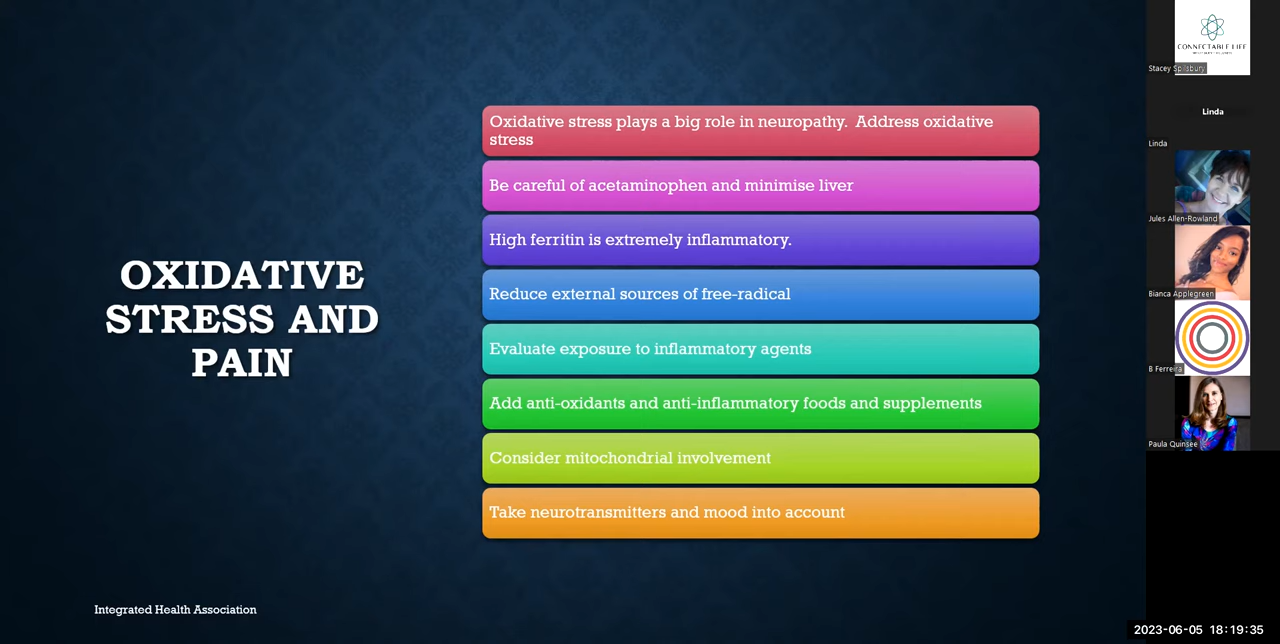 OXIDATIVE
STRESS AND
PAIN
Oxidative stress plays a big role in neuropathy.  Address oxidative
stress
Be careful of acetaminophen and minimise liver
High ferritin is extremely inflammatory.
Reduce external sources of free-radical
Evaluate exposure to inflammatory agents
Add anti-oxidants and anti-inflammatory foods and supplements
Consider mitochondrial involvement
Take neurotransmitters and mood into account
Integrated Health Association
CONNECTABLE LIFE
Stacey Spilsbury
Linda
Linda
Jules Allen-Rowland
Bianca Applegreen
B Ferreira
Paula Quinsee
2023-06-05 18:19:35